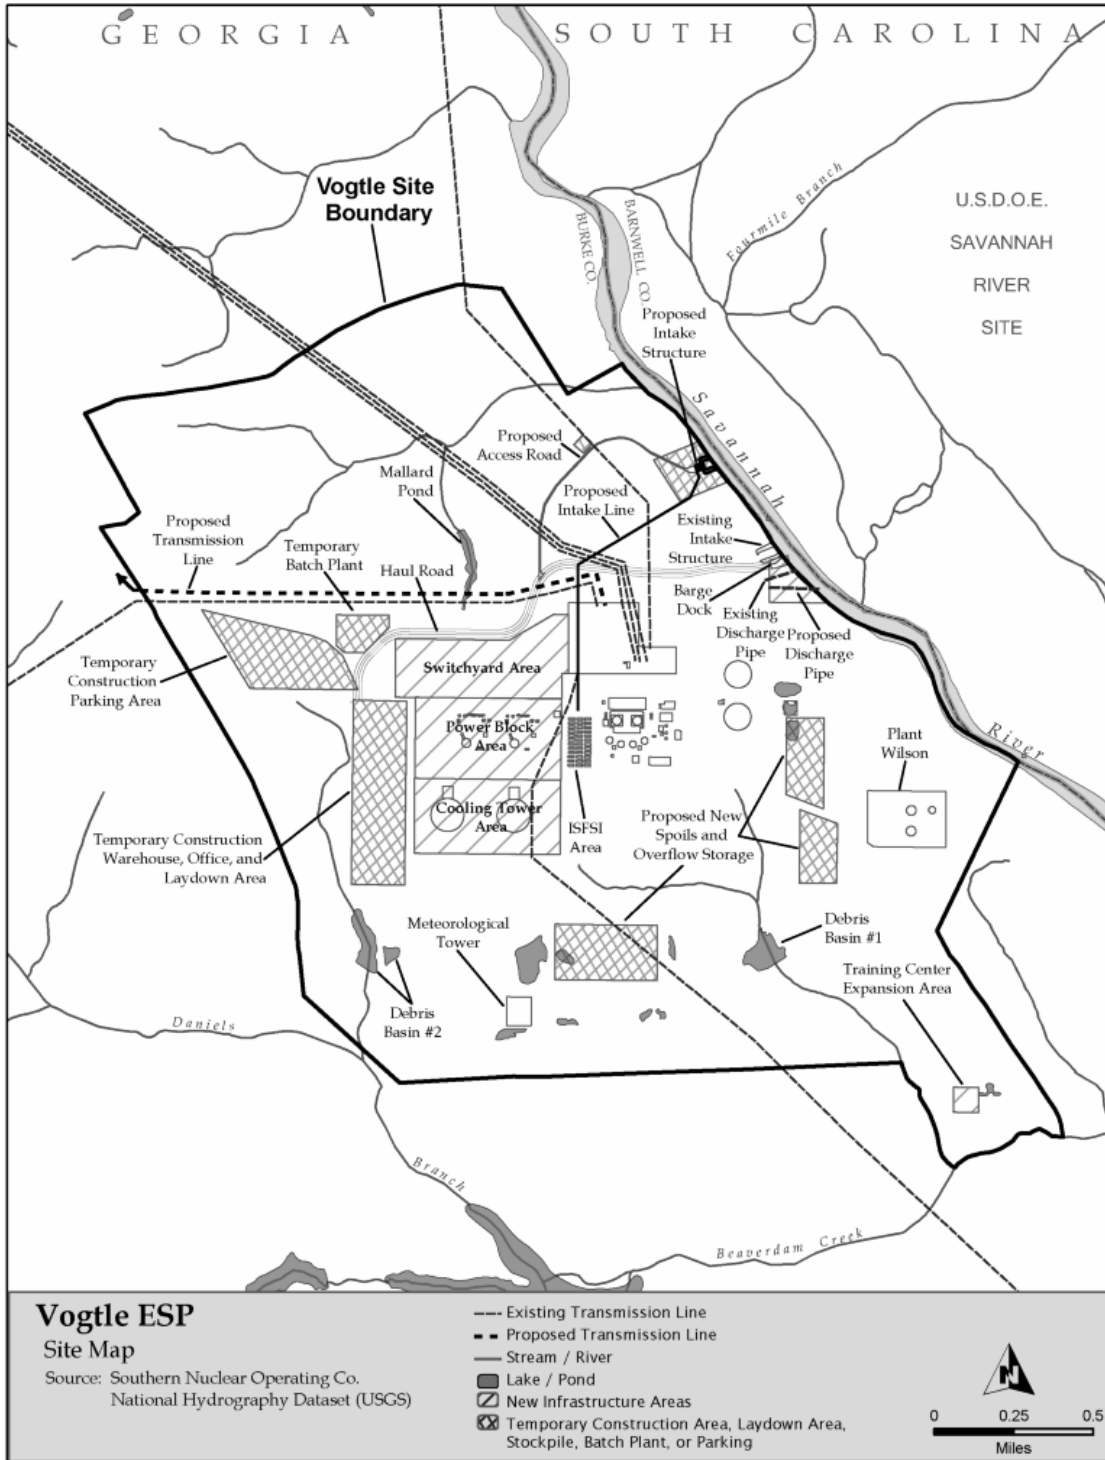 GEORGIA
SOUTH CAROLINA
Vogtle Site
Boundary
Fourmile Branch
U.S.D.O.E.
SAVANNAH
RIVER
SITE
BURKE CO.
BARNWELL CO.
Proposed
Intake
Structure
Savannah
River
Proposed
Access Road
Mallard
Pond
Proposed
Intake Line
Proposed
Transmission
Line
Temporary
Batch Plant
Haul Road
Existing
Intake
Structure
Barge
Dock
Existing
Discharge
Pipe
Proposed
Discharge
Pipe
Temporary
Construction
Parking Area
Switchyard Area
Power Block
Area
Cooling Tower
Area
ISFSI
Area
Plant
Wilson
Proposed New
Spoils and
Overflow Storage
Temporary Construction
Warehouse, Office, and
Laydown Area
Meteorological
Tower
Debris
Basin #1
Training Center
Expansion Area
Debris
Basin #2
Daniels
Branch
Beaverdam Creek
Vogtle ESP
Site Map
Source: Southern Nuclear Operating Co.
National Hydrography Dataset (USGS)
Existing Transmission Line
Proposed Transmission Line
Stream / River
Lake / Pond
New Infrastructure Areas
Temporary Construction Area, Laydown Area,
Stockpile, Batch Plant, or Parking
N
0 0.25 0.5
Miles